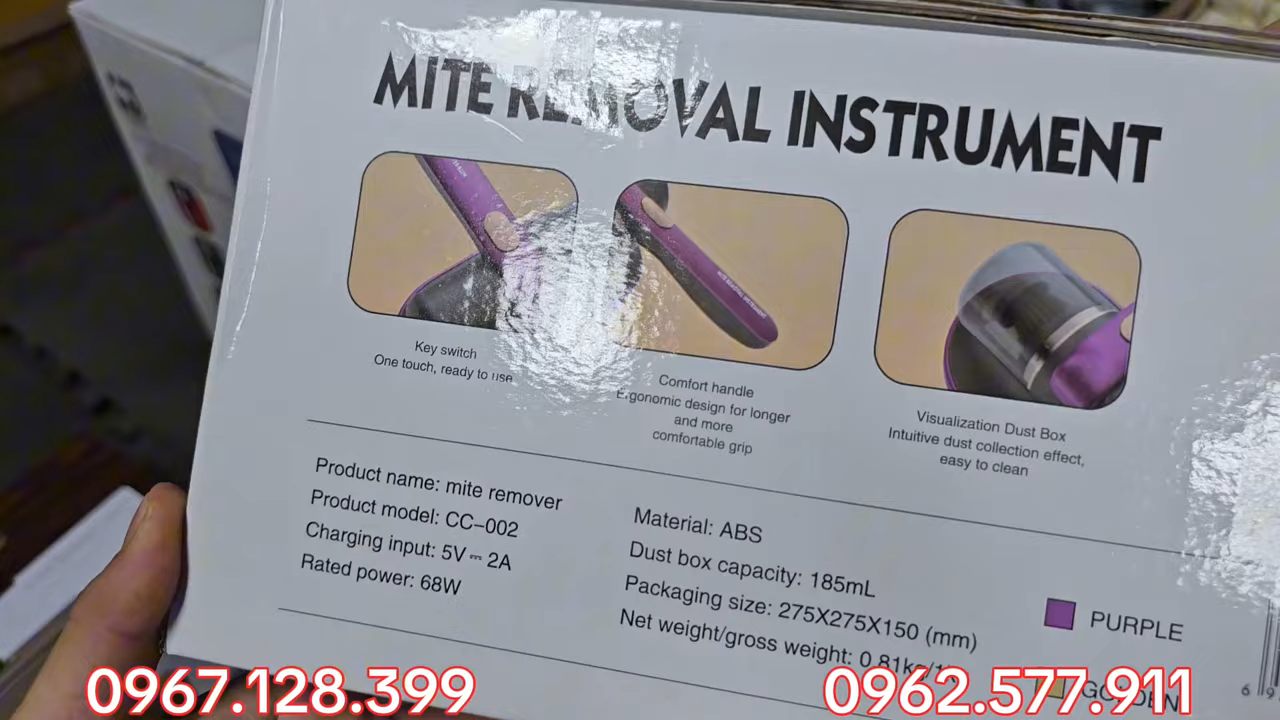 MITE REMOVAL INSTRUMENT
Key switch
One touch, ready to use
Comfort handle
Ergonomic design for longer
and more
comfortable grip
Visualization Dust Box
Intuitive dust collection effect,
easy to clean
Product name: mite remover
Product model: CC-002
Charging input: 5V⎓2A
Rated power: 68W
Material: ABS
Dust box capacity: 185mL
Packaging size: 275X275X150 (mm)
Net weight/gross weight: 0.81kg/
PURPLE
GOLDEN
0967.128.399
0962.577.911